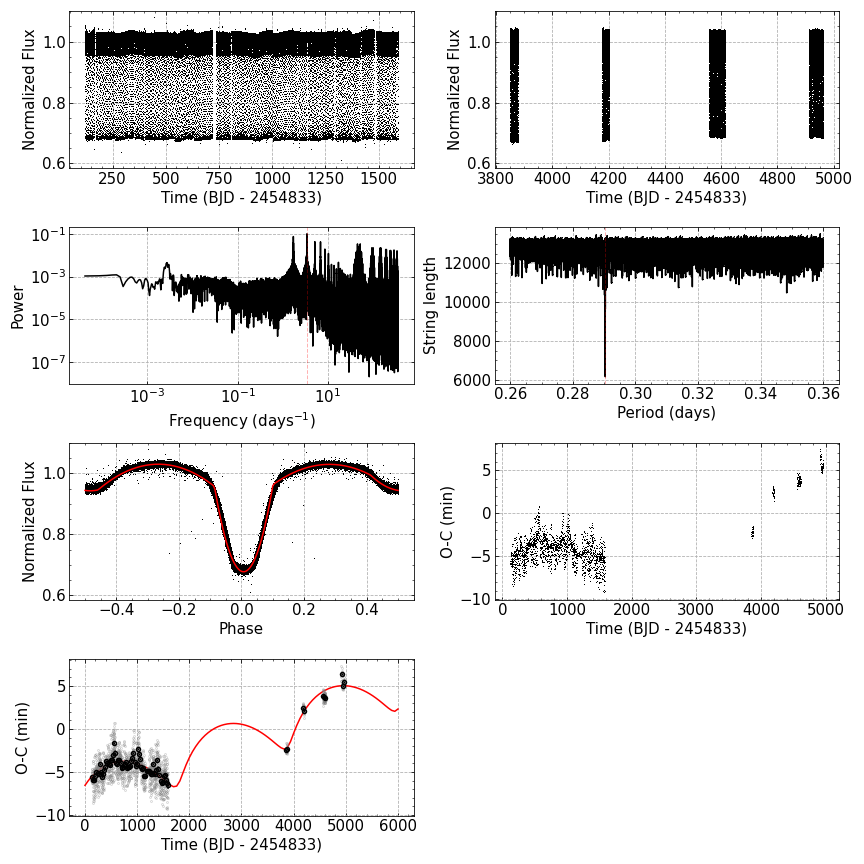 1.0
0.8
0.6
Normalized Flux
250 500 750 1000 1250 1500
Time (BJD - 2454833)
1.0
0.8
0.6
Normalized Flux
3800 4000 4200 4400 4600 4800 5000
Time (BJD - 2454833)
10⁻¹
10⁻³
10⁻⁵
10⁻⁷
Power
10⁻³ 10⁻¹ 10¹
Frequency (days⁻¹)
12000
10000
8000
6000
String length
0.26 0.28 0.30 0.32 0.34 0.36
Period (days)
1.0
0.8
0.6
Normalized Flux
−0.4 −0.2 0.0 0.2 0.4
Phase
5
0
−5
−10
O-C (min)
0 1000 2000 3000 4000 5000
Time (BJD - 2454833)
5
0
−5
−10
O-C (min)
0 1000 2000 3000 4000 5000 6000
Time (BJD - 2454833)